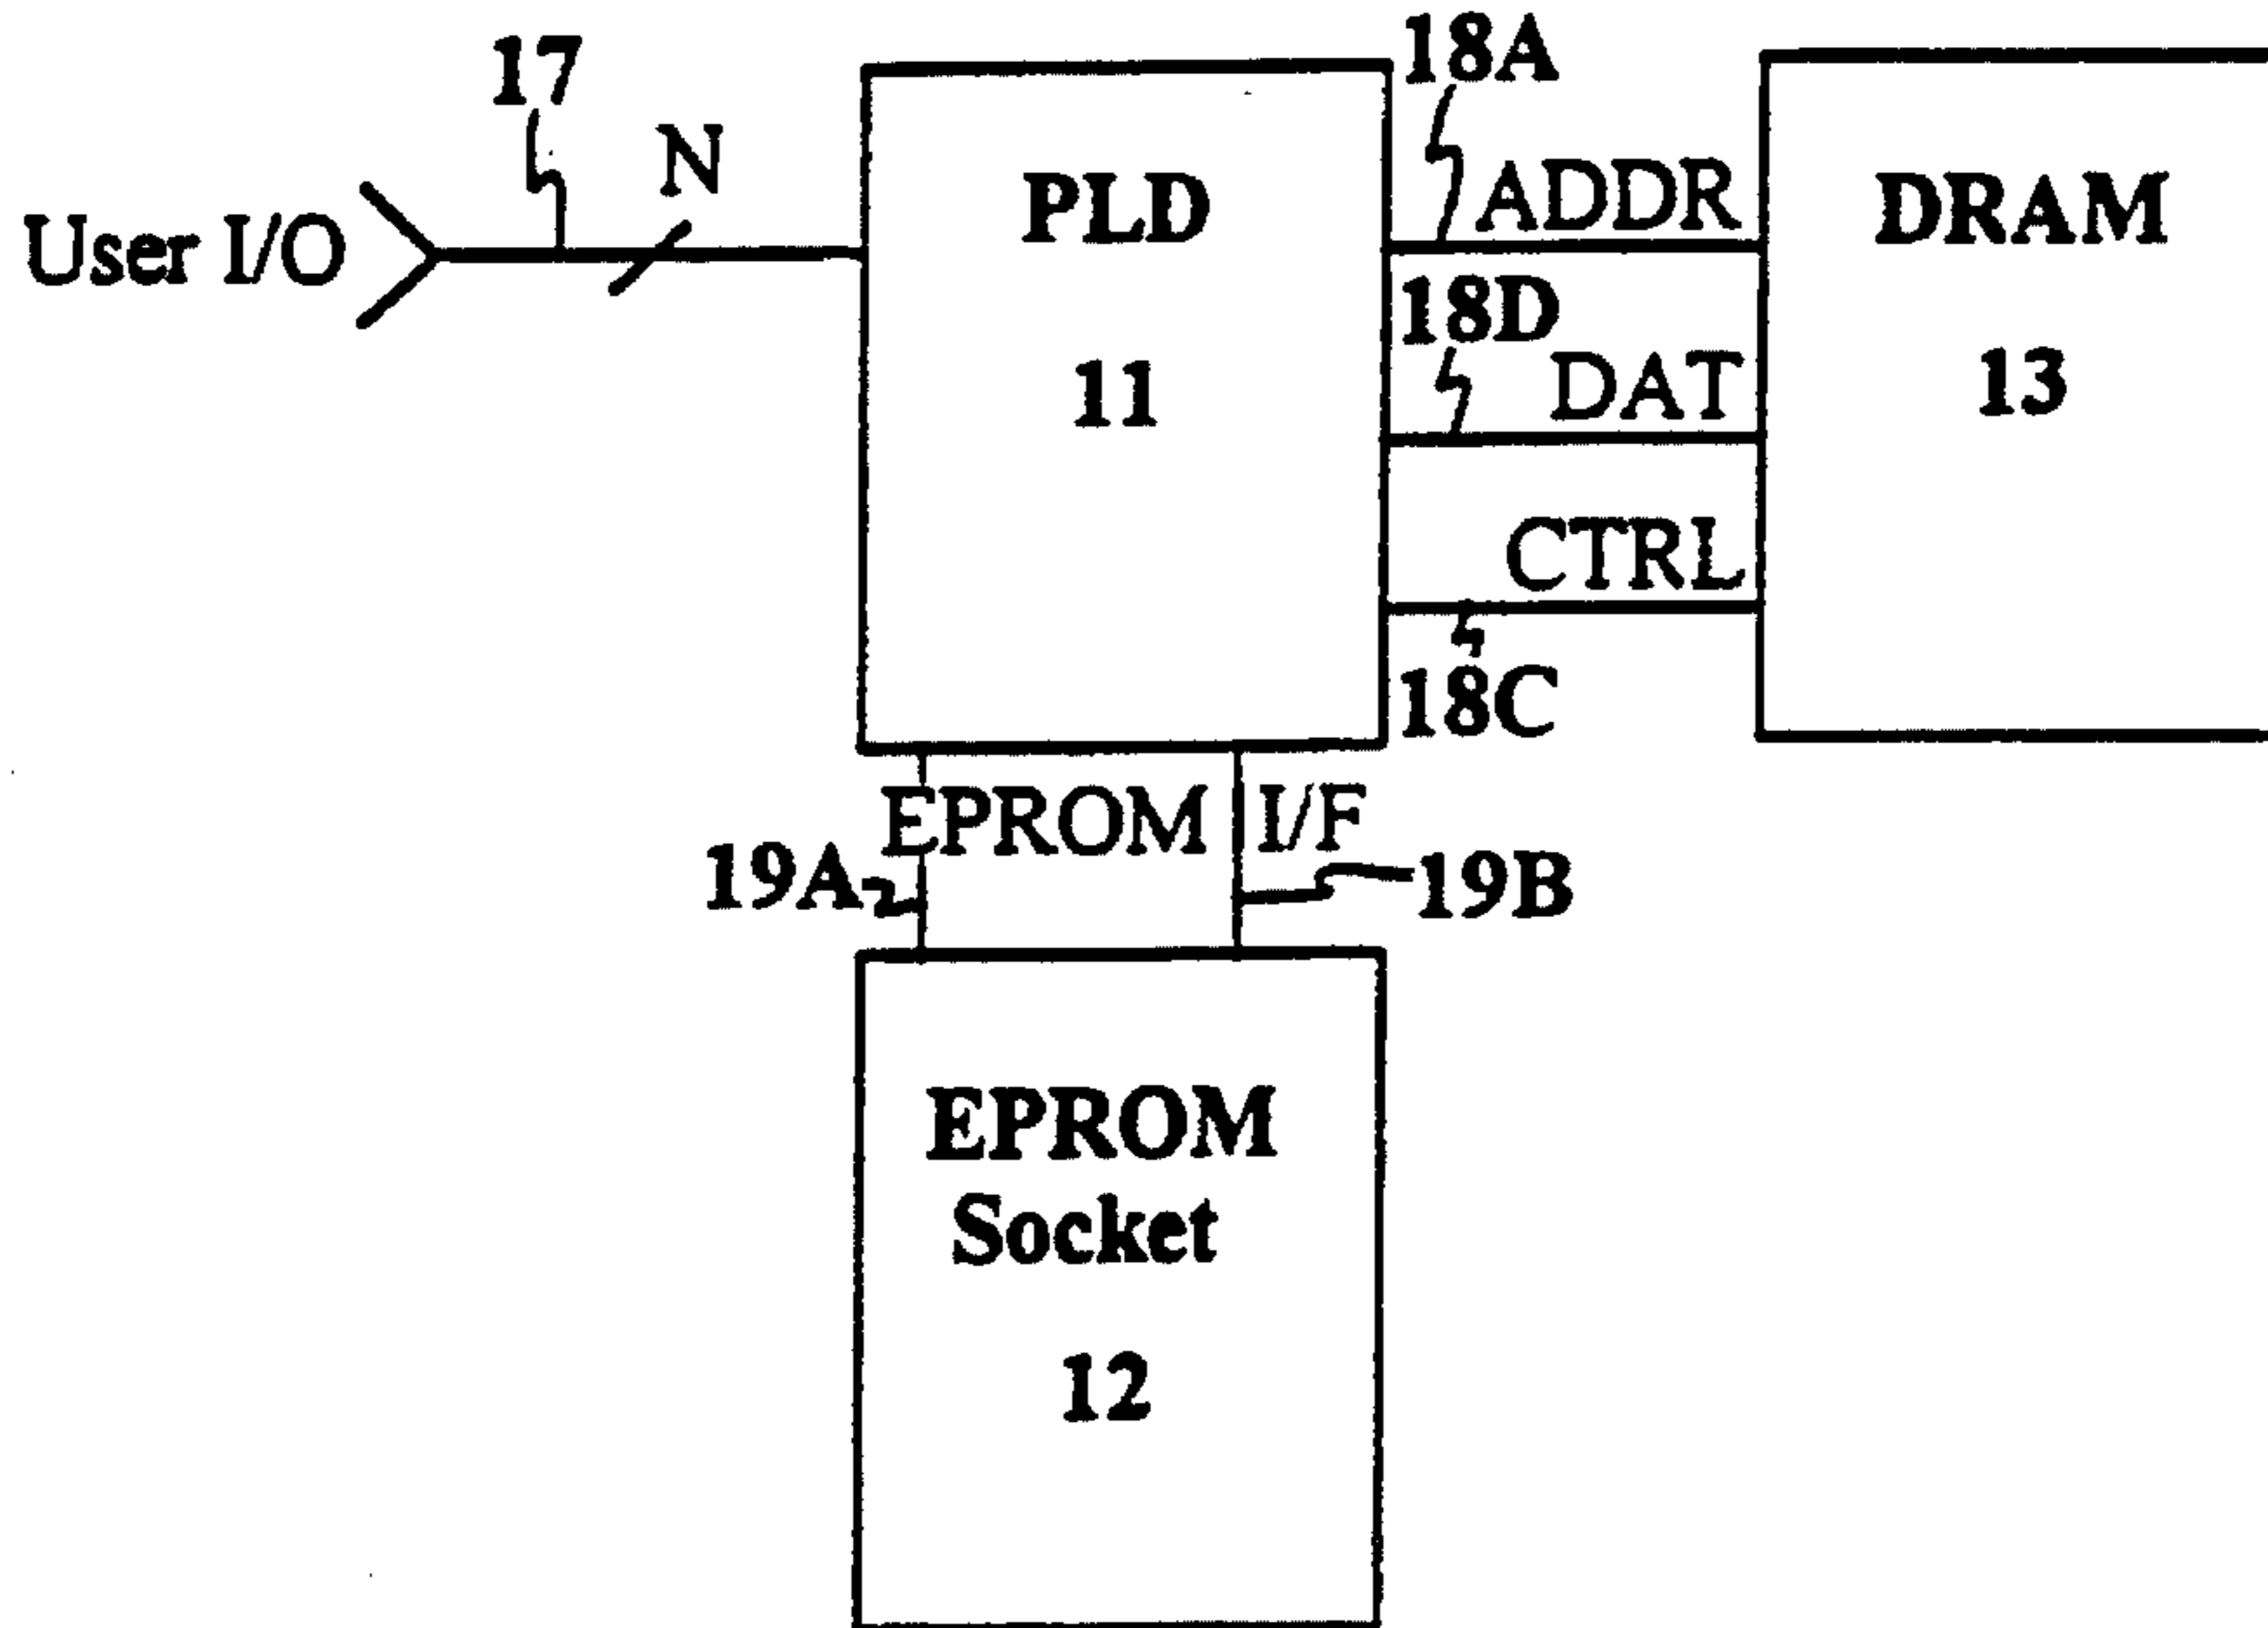 17
N
User I/O
PLD
11
18A
ADDR
18D
DAT
CTRL
18C
DRAM
13
EPROM I/F
19A
19B
EPROM
Socket
12